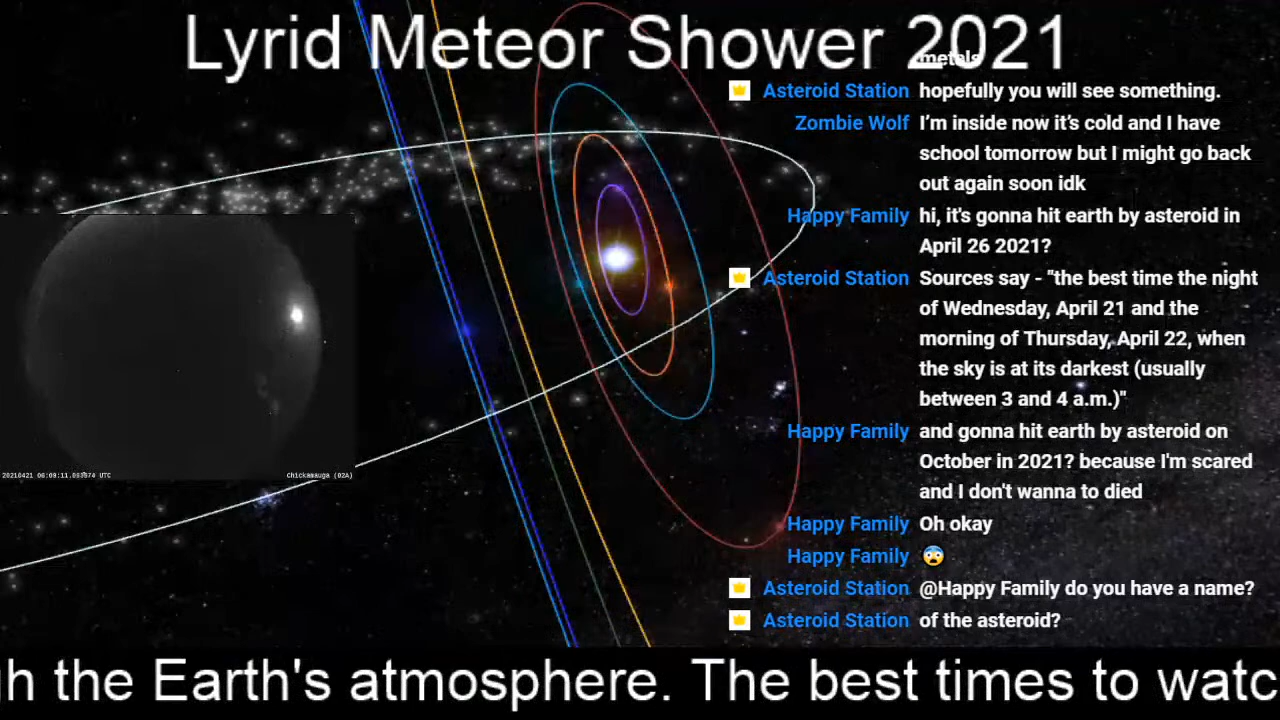 Lyrid Meteor Shower 2021
metals
Asteroid Station hopefully you will see something.
Zombie Wolf I'm inside now it's cold and I have
school tomorrow but I might go back
out again soon idk
Happy Family hi, it's gonna hit earth by asteroid in
April 26 2021?
Asteroid Station Sources say - "the best time the night
of Wednesday, April 21 and the
morning of Thursday, April 22, when
the sky is at its darkest (usually
between 3 and 4 a.m.)"
Happy Family and gonna hit earth by asteroid on
October in 2021? because I'm scared
and I don't wanna to died
Happy Family Oh okay
Happy Family 😨
Asteroid Station @Happy Family do you have a name?
Asteroid Station of the asteroid?
Chickamauga (02A)
gh the Earth's atmosphere. The best times to watc